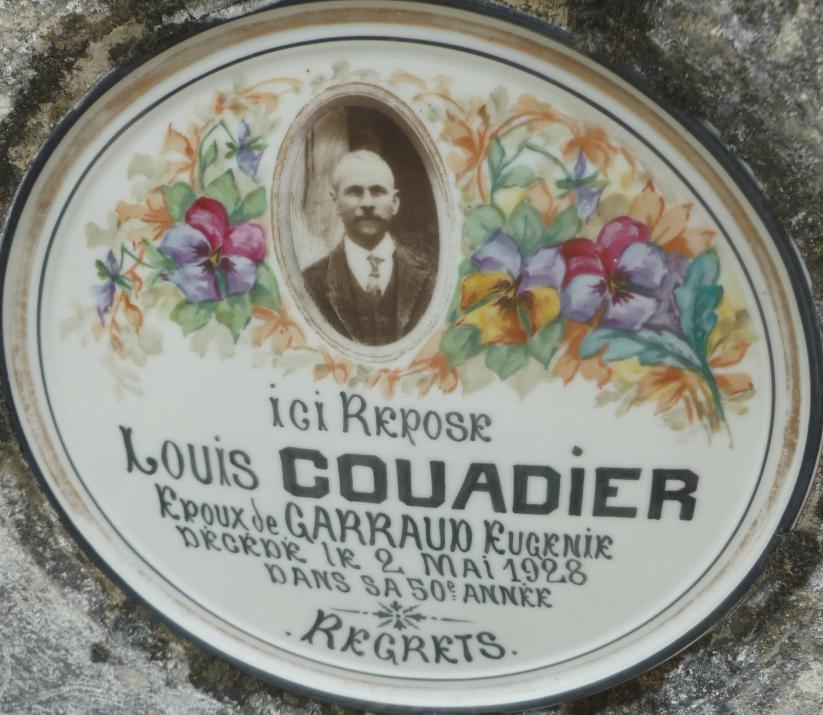 ici REPOSE
LOUIS COUADiER
EPOUX de GARRAUD EUGENIE
DÉCÉDÉ LE 2 MAi 1928
DANS SA 50e ANNÉE
. REGRETS.